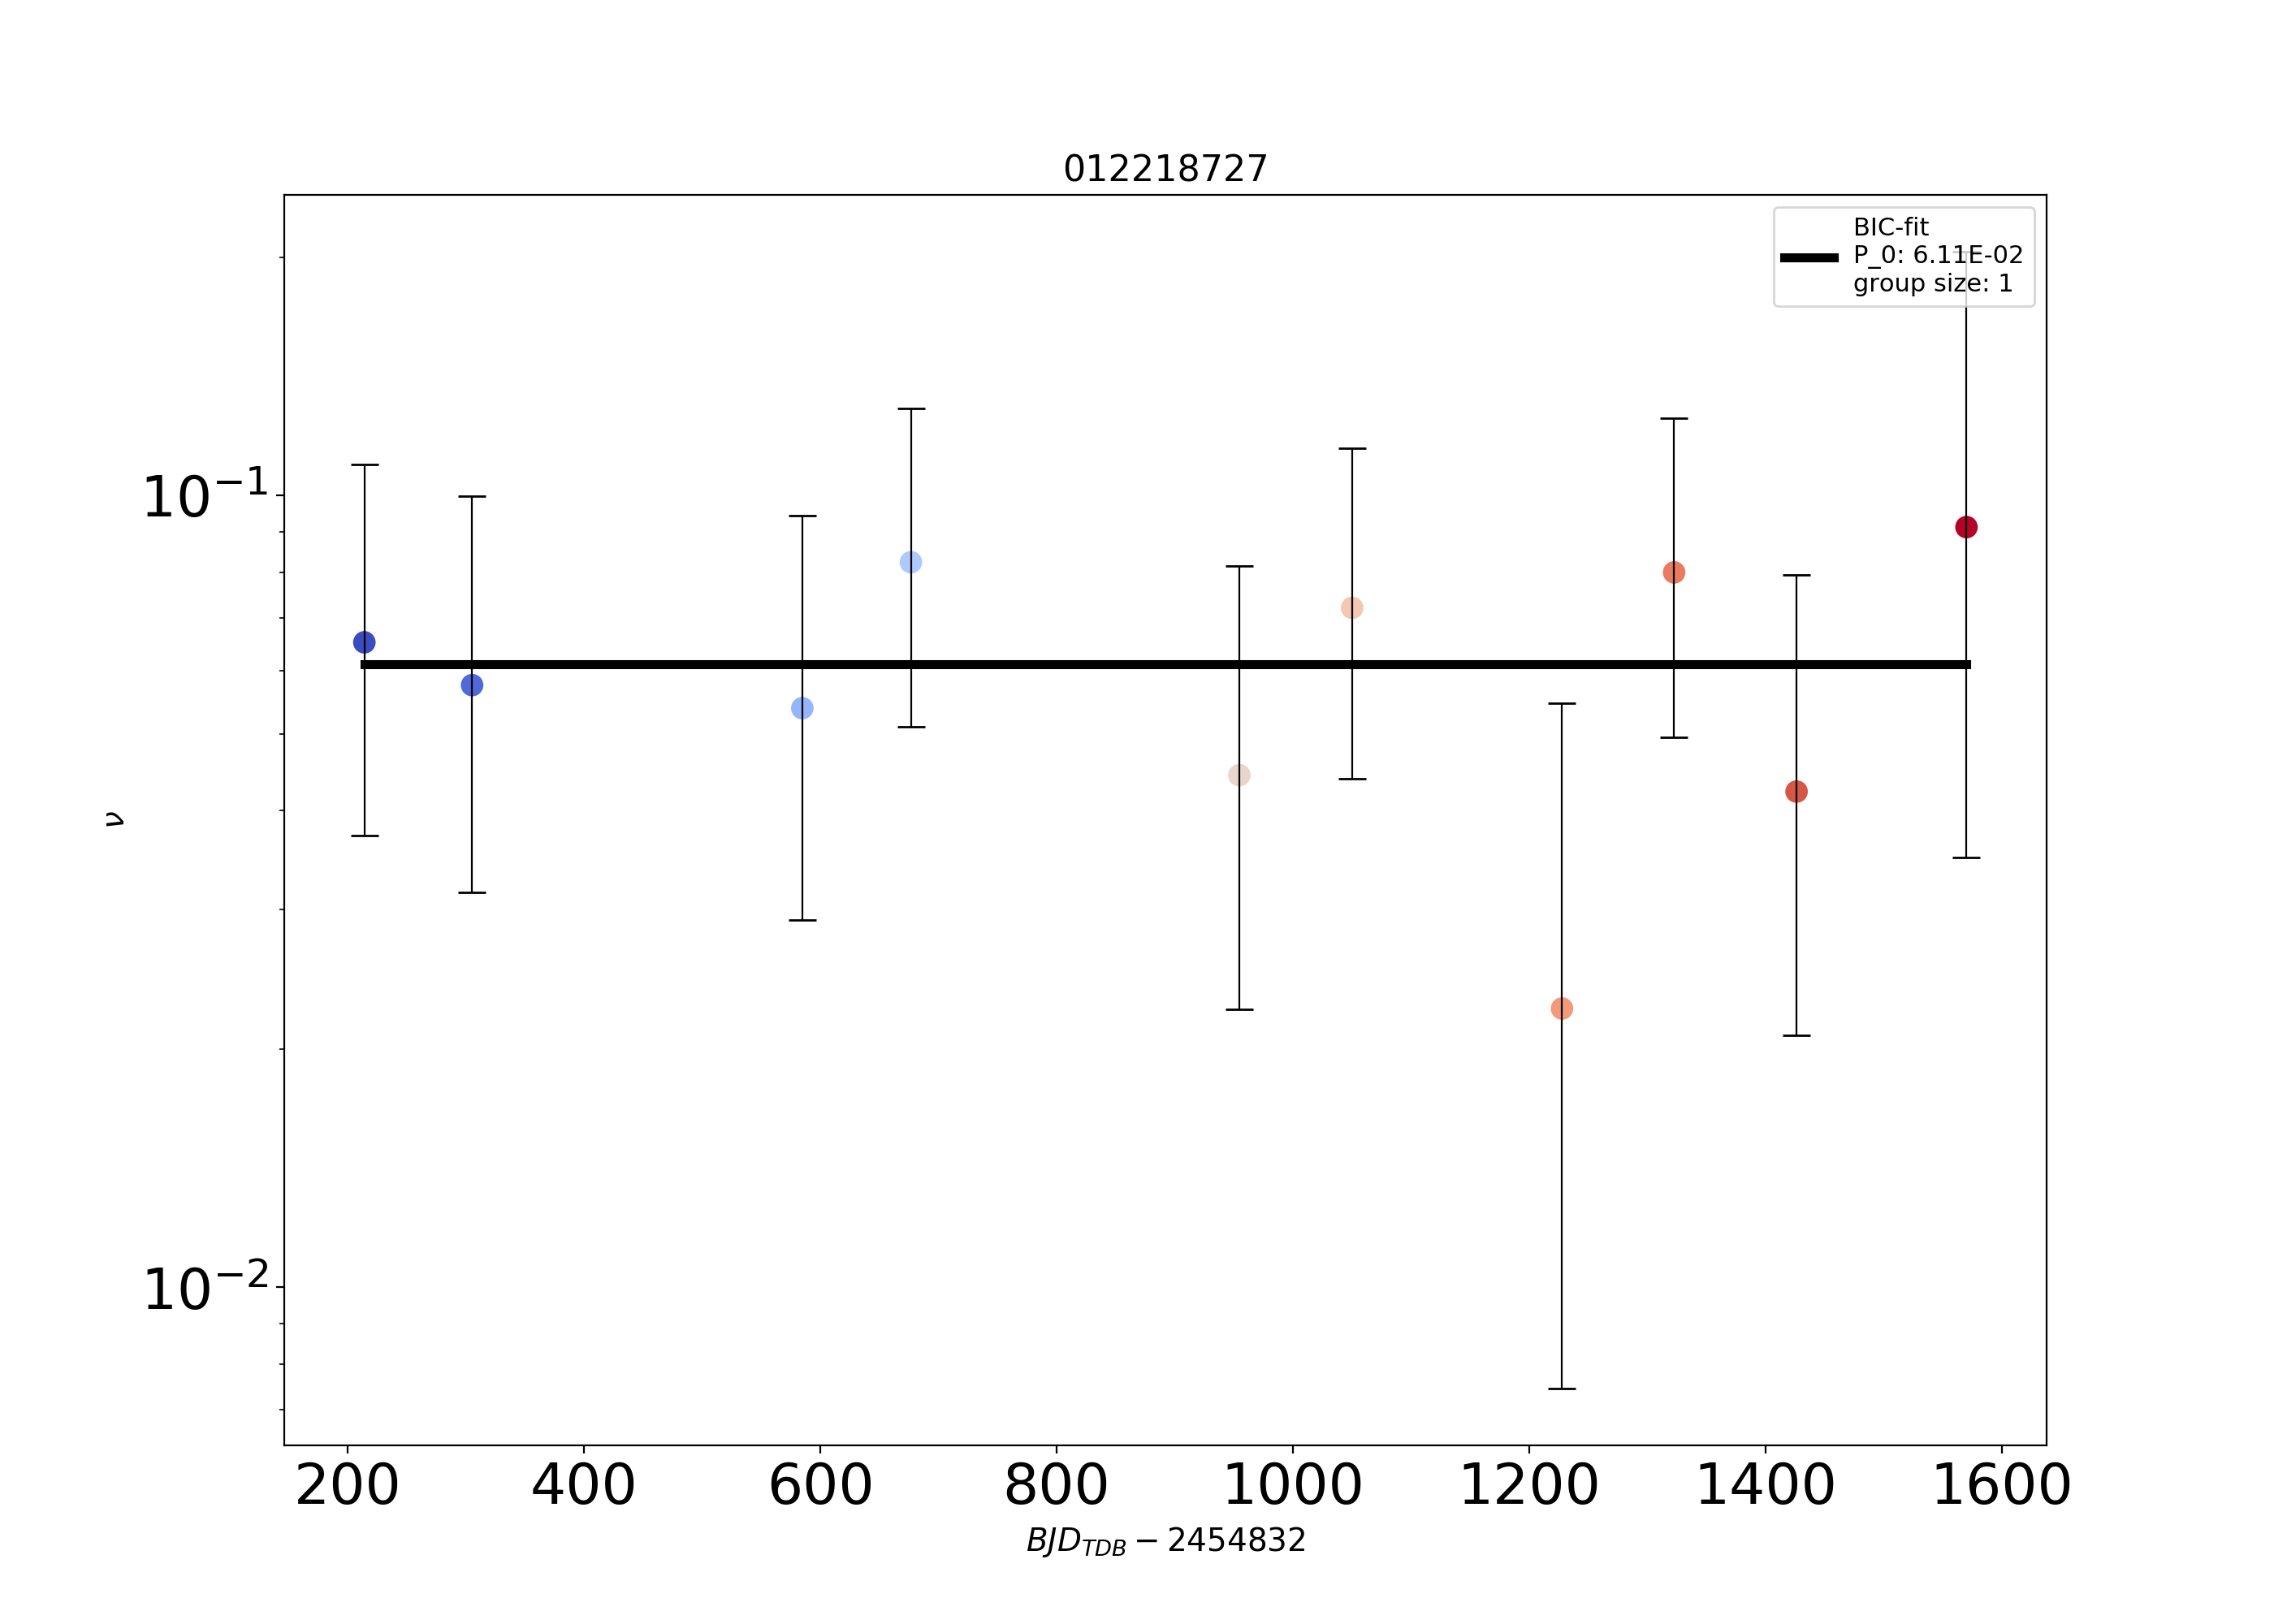 012218727
BIC-fit
P_0: 6.11E-02
group size: 1
10⁻¹
10⁻²
ν
200 400 600 800 1000 1200 1400 1600
BJD_{TDB} − 2454832